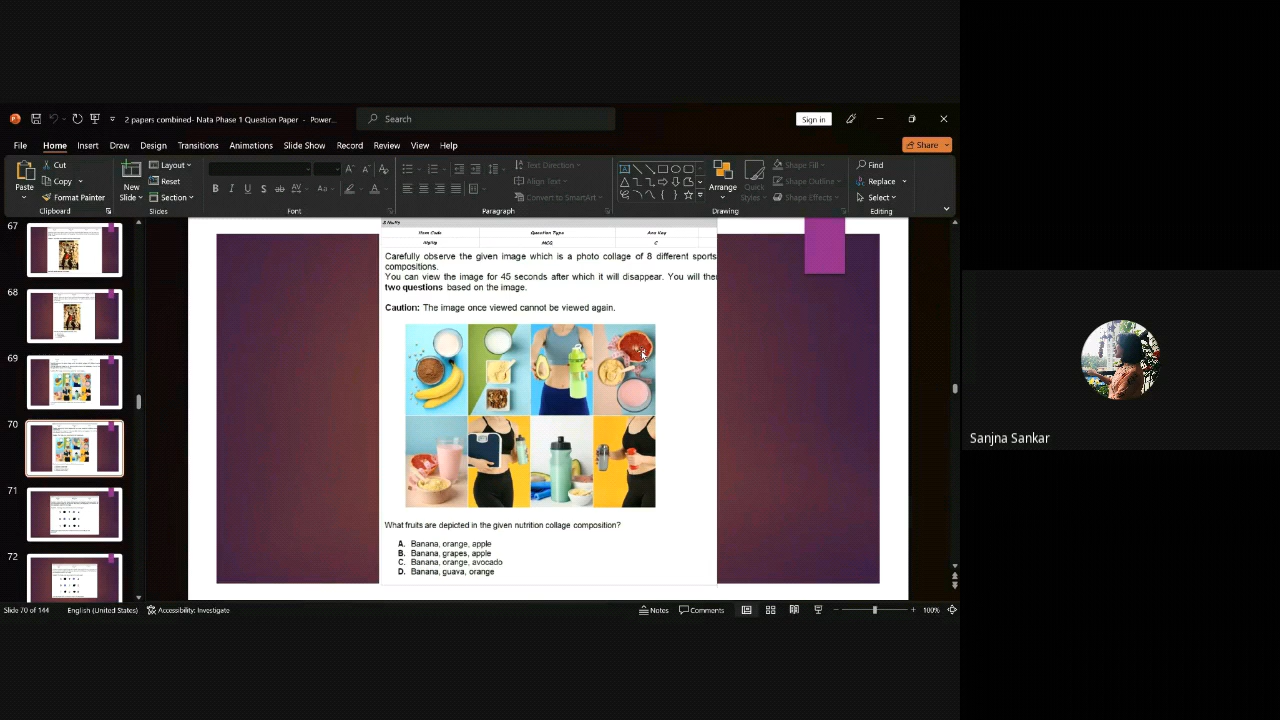 2 papers combined- Nata Phase 1 Question Paper - Power...
Search
Sign in
File Home Insert Draw Design Transitions Animations Slide Show Record Review View Help
Share
Paste
Cut
Copy
Format Painter
Clipboard
New Slide
Layout
Reset
Section
Slides
Font
Text Direction
Align Text
Convert to SmartArt
Paragraph
Arrange
Quick Styles
Shape Fill
Shape Outline
Shape Effects
Drawing
Find
Replace
Select
Editing
67
68
69
70
71
72
Item Code Question Type Ans Key
MCQ C
Carefully observe the given image which is a photo collage of 8 different sports
compositions.
You can view the image for 45 seconds after which it will disappear. You will the
two questions based on the image.
Caution: The image once viewed cannot be viewed again.
What fruits are depicted in the given nutrition collage composition?
A. Banana, orange, apple
B. Banana, grapes, apple
C. Banana, orange, avocado
D. Banana, guava, orange
Sanjna Sankar
Slide 70 of 144 English (United States) Accessibility: Investigate Notes Comments 100%